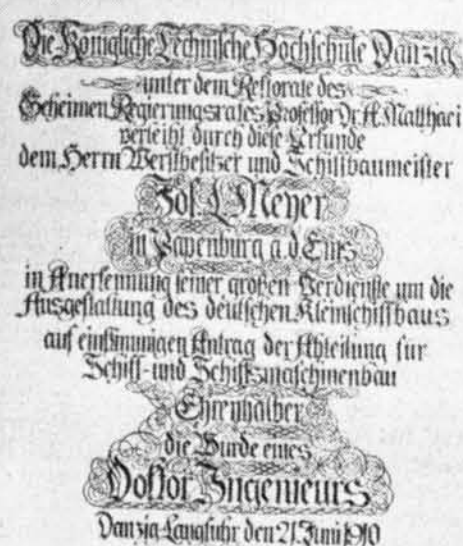 Die Königliche Technische Hochschule Danzig
unter dem Rektorate des
Geheimen Regierungsrates Professor Dr. A. Matthaei
verleiht durch diese Urkunde
dem Herrn Werftbesitzer und Schiffbaumeister
Jos. L. Meyer
in Papenburg a. d. Ems
in Anerkennung seiner großen Verdienste um die
Ausgestaltung des deutschen Kleinschiffbaus
auf einstimmigen Antrag der Abteilung für
Schiff- und Schiffsmaschinenbau
Ehrenhalber
die Würde eines
Doktor-Ingenieurs
Danzig-Langfuhr den 21. Juni 1910